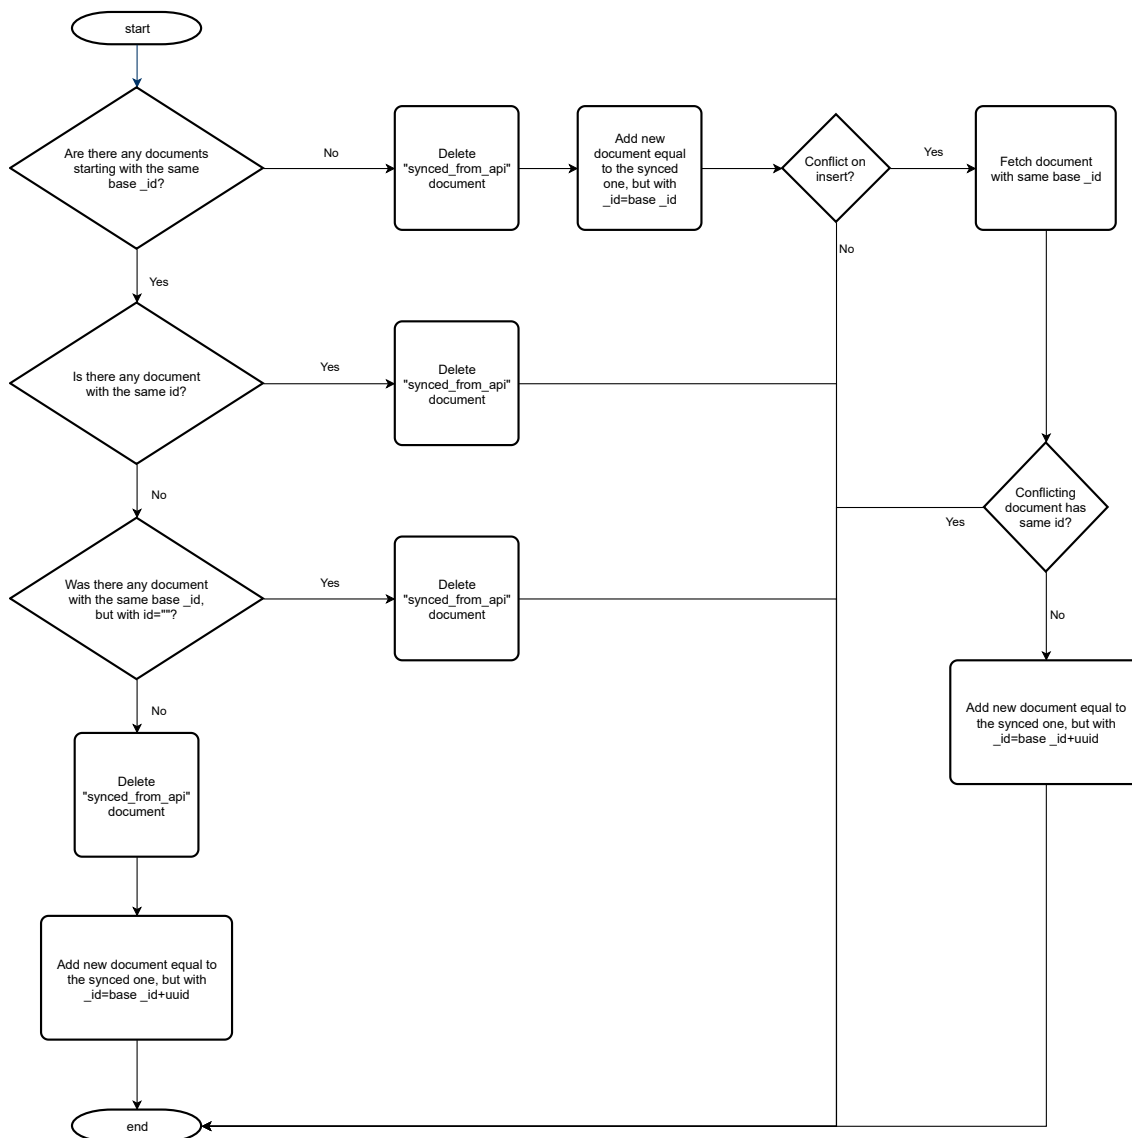 start
Are there any documents
starting with the same
base _id?
No
Delete
"synced_from_api"
document
Add new
document equal
to the synced
one, but with
_id=base _id
Conflict on
insert?
Yes
Fetch document
with same base _id
No
Yes
Is there any document
with the same id?
Yes
Delete
"synced_from_api"
document
No
Conflicting
document has
same id?
Yes
Was there any document
with the same base _id,
but with id=""?
Yes
Delete
"synced_from_api"
document
No
No
Add new document equal to
the synced one, but with
_id=base _id+uuid
Delete
"synced_from_api"
document
Add new document equal to
the synced one, but with
_id=base _id+uuid
end